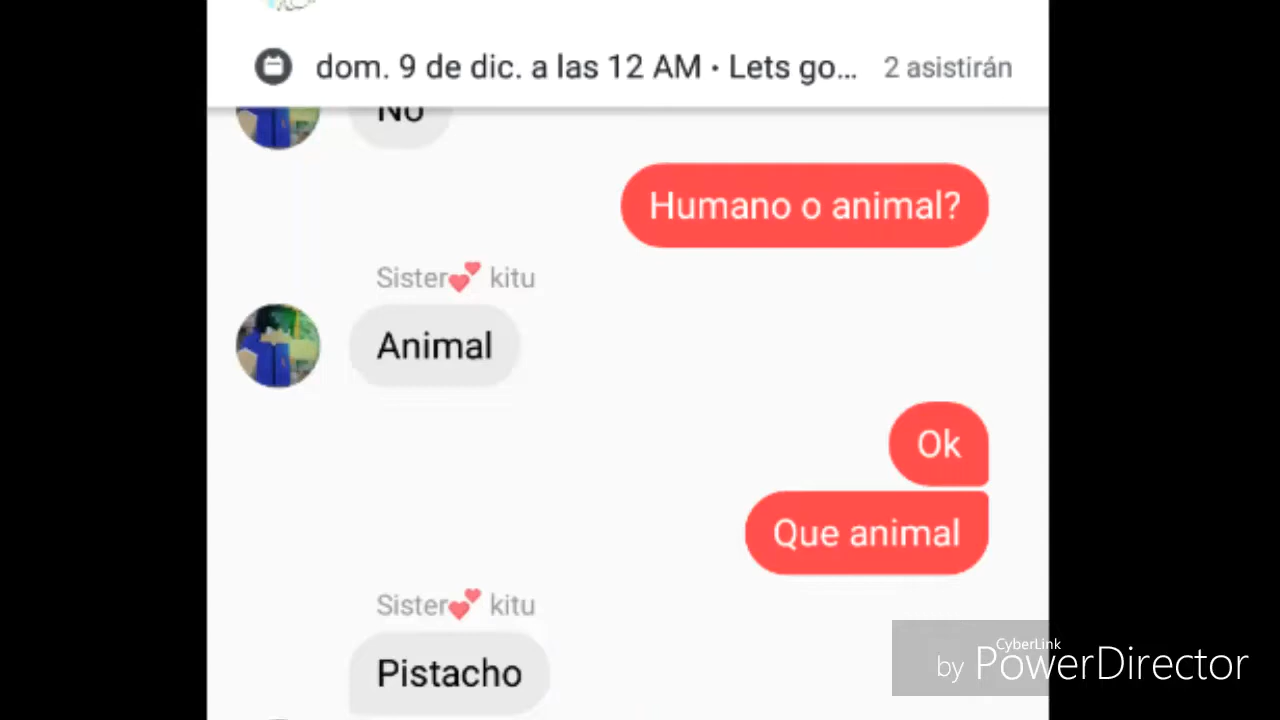 dom. 9 de dic. a las 12 AM • Lets go... 2 asistirán
No
Humano o animal?
Sister💕 kitu
Animal
Ok
Que animal
Sister💕 kitu
Pistacho
CyberLink
by PowerDirector